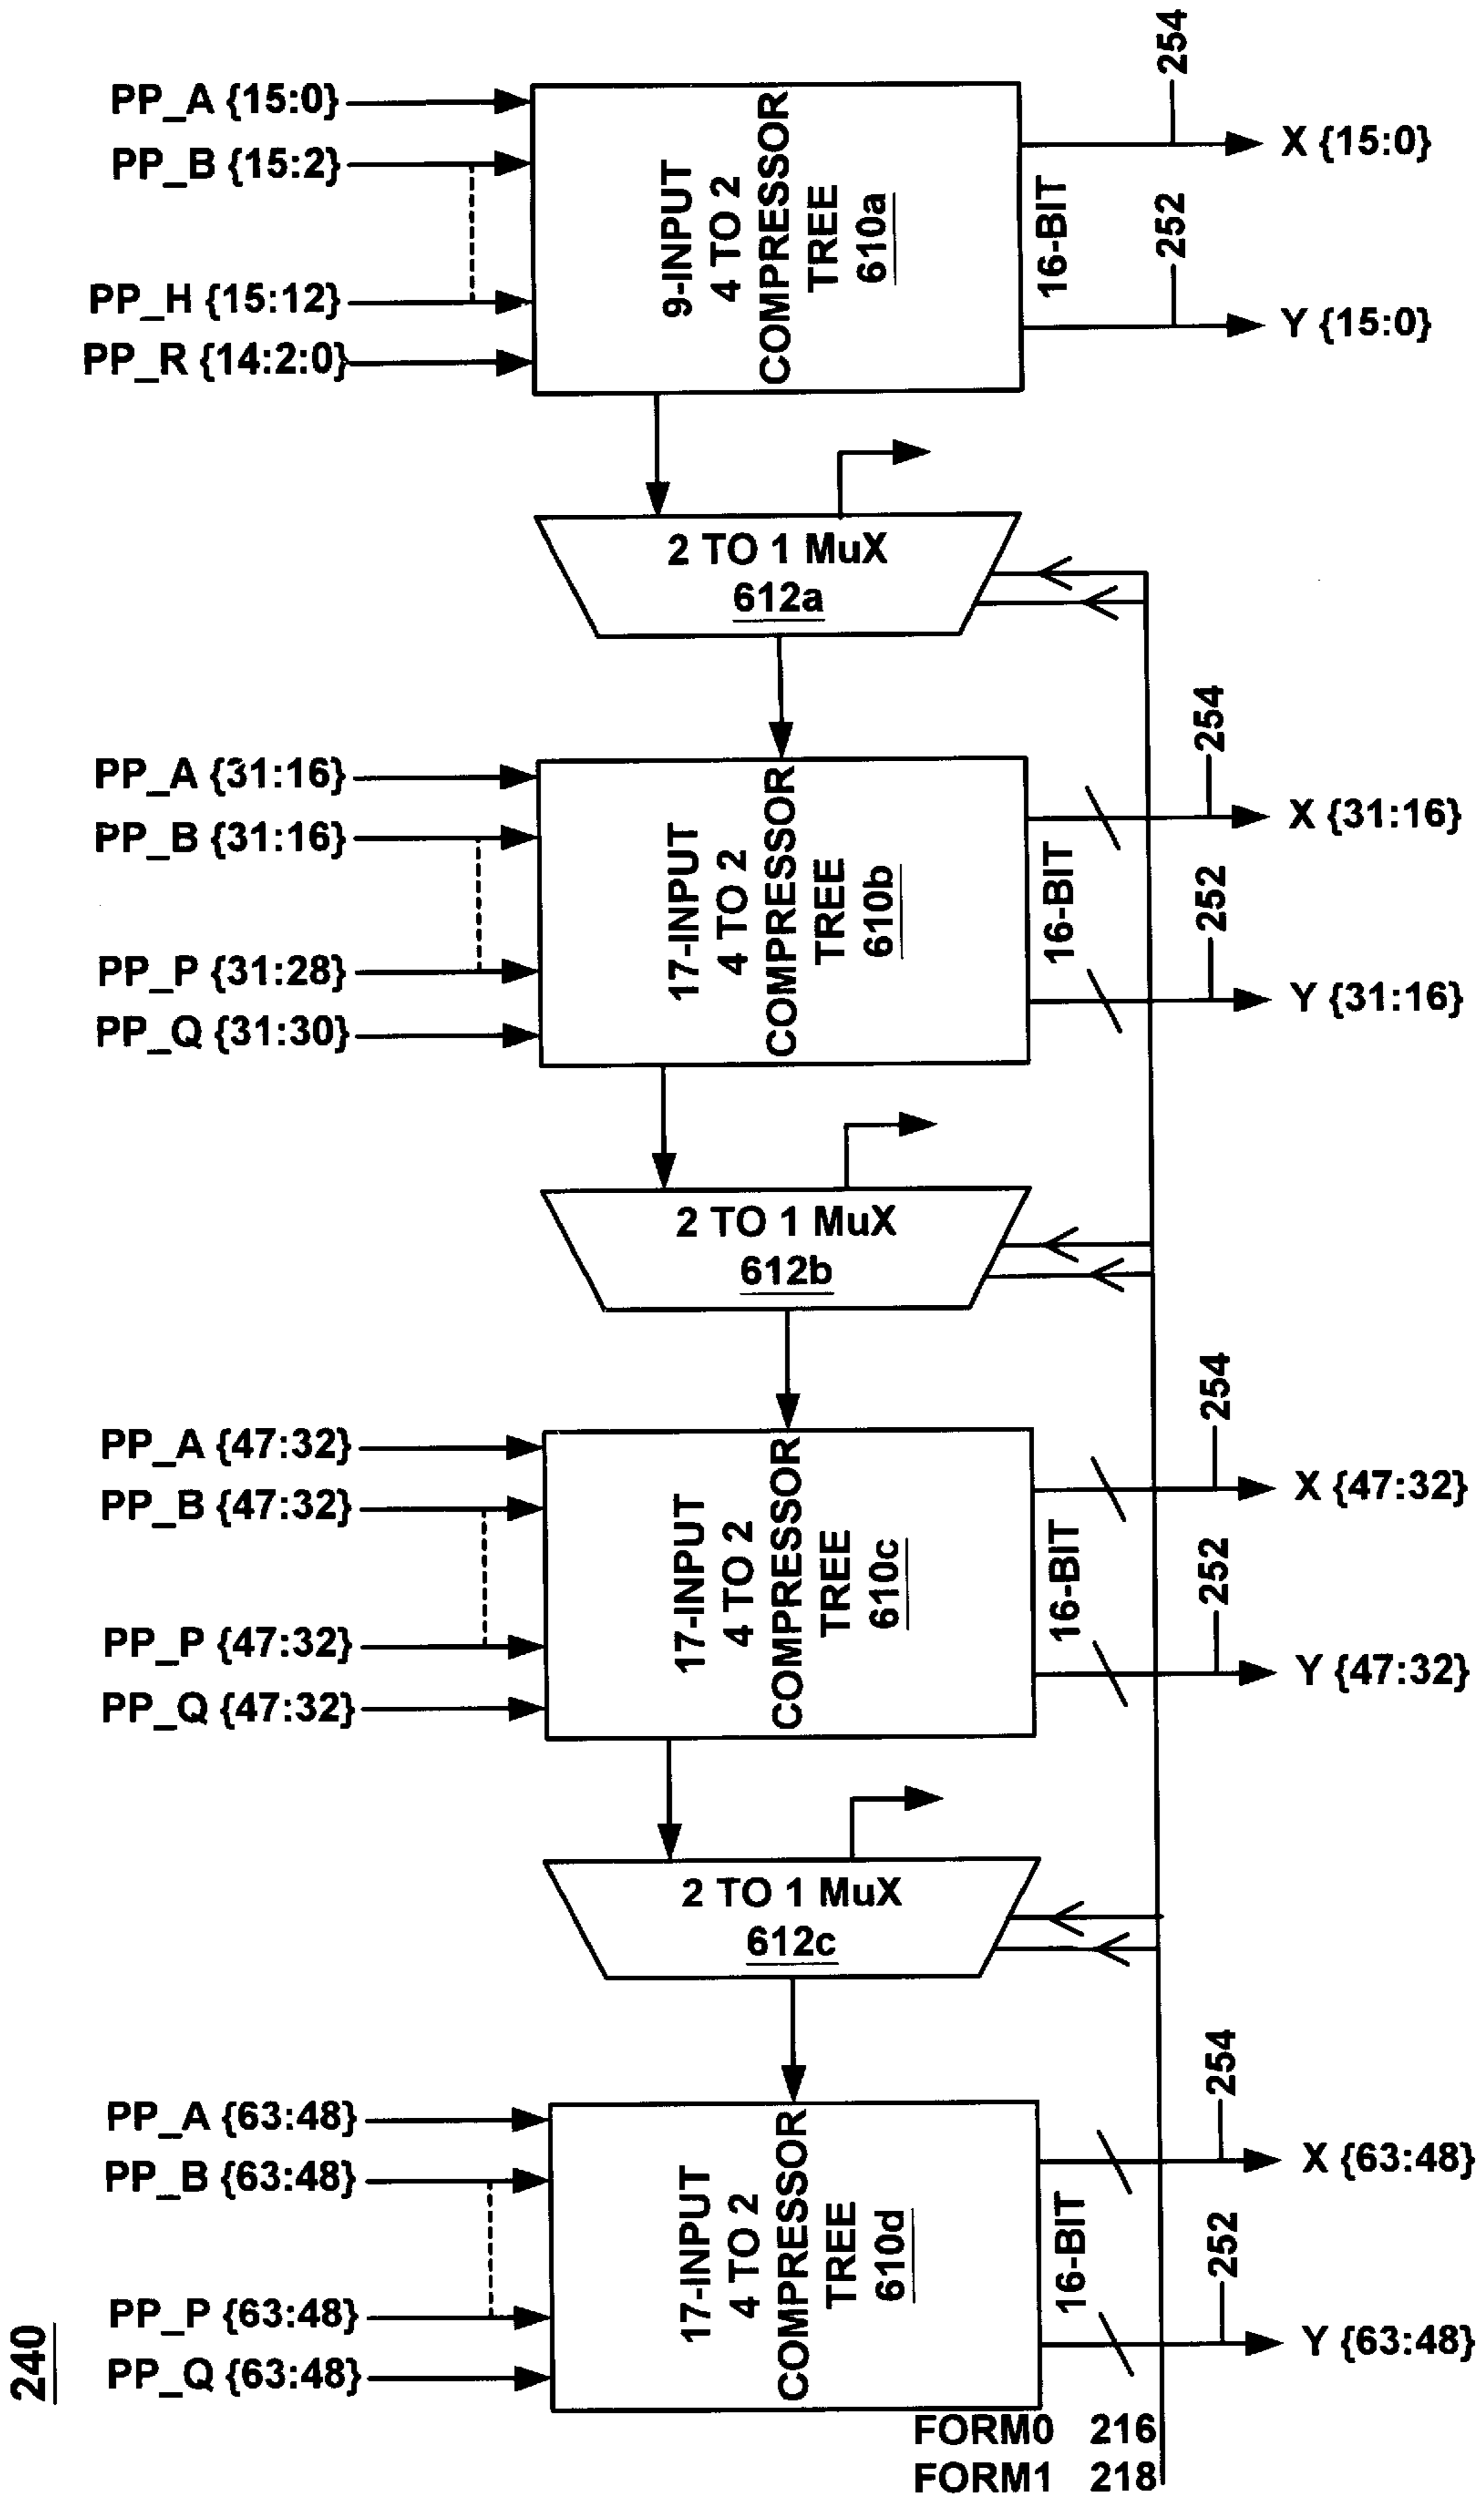 254
PP_A {15:0}
X {15:0}
PP_B {15:2}
9-INPUT
4 TO 2
COMPRESSOR
TREE
610a
16-BIT
252
PP_H {15:12}
Y {15:0}
PP_R {14:2:0}
2 TO 1 MuX
612a
254
PP_A {31:16}
X {31:16}
PP_B {31:16}
17-INPUT
4 TO 2
COMPRESSOR
TREE
610b
16-BIT
252
PP_P {31:28}
Y {31:16}
PP_Q {31:30}
2 TO 1 MuX
612b
254
PP_A {47:32}
X {47:32}
PP_B {47:32}
17-INPUT
4 TO 2
COMPRESSOR
TREE
610c
16-BIT
252
PP_P {47:32}
Y {47:32}
PP_Q {47:32}
2 TO 1 MuX
612c
254
PP_A {63:48}
X {63:48}
PP_B {63:48}
17-INPUT
4 TO 2
COMPRESSOR
TREE
610d
16-BIT
252
PP_P {63:48}
Y {63:48}
PP_Q {63:48}
240
FORM0 216
FORM1 218